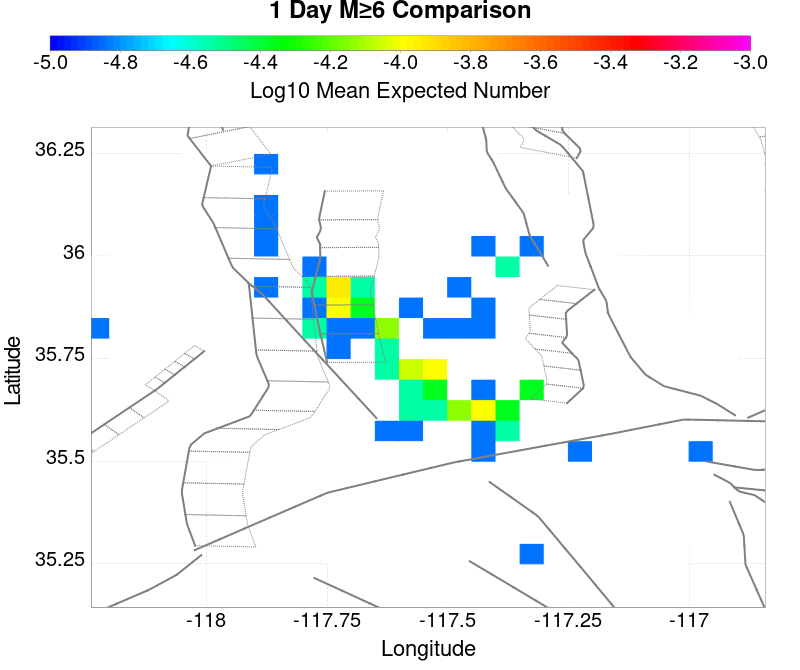 1 Day M≥6 Comparison
-5.0 -4.8 -4.6 -4.4 -4.2 -4.0 -3.8 -3.6 -3.4 -3.2 -3.0
Log10 Mean Expected Number
36.25
36
35.75
35.5
35.25
Latitude
-118 -117.75 -117.5 -117.25 -117
Longitude